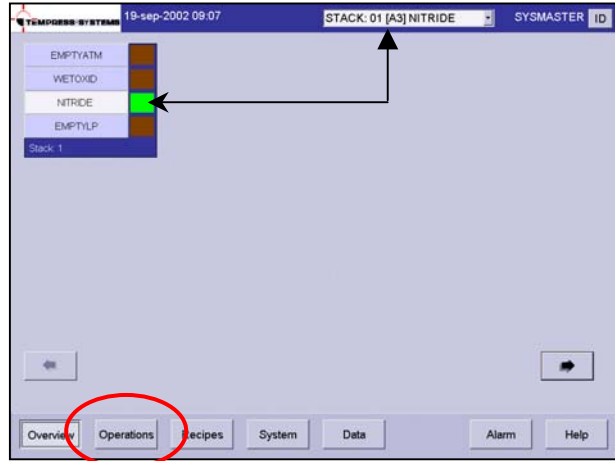 TEMPRESS SYSTEMS 19-sep-2002 09:07 STACK: 01 [A3] NITRIDE SYSMASTER ID
EMPTYATM
WETOXID
NITRIDE
EMPTYLP
Stack: 1
Overview Operations Recipes System Data Alarm Help